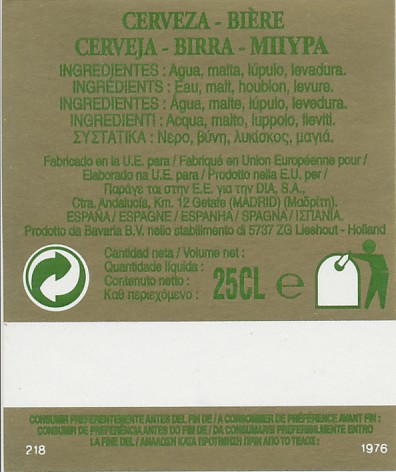 CERVEZA - BIÈRE
CERVEJA - BIRRA - ΜΠΥΡΑ
INGREDIENTES : Agua, malta, lúpulo, levadura.
INGRÉDIENTS : Eau, malt, houblon, levure.
INGREDIENTES : Água, malte, lúpulo, levedura.
INGREDIENTI : Acqua, malto, luppolo, lieviti.
ΣΥΣΤΑΤΙΚΑ : Νερο, βύνη, λυκίσκος, μαγιά.
Fabricado en la U.E. para / Fabriqué en Union Européenne pour /
Elaborado na U.E. para / Prodotto nella E.U. per /
Παράγε ται στην Ε.Ε. για την DIA, S.A.,
Ctra. Andalucía, Km. 12 Getafe (MADRID) (Μαδρίτη).
ESPAÑA / ESPAGNE / ESPANHA / SPAGNA / ΙΣΠΑΝΙΑ.
Prodotto da Bavaria B.V. nello stabilimento di 5737 ZG Lieshout - Holland
Cantidad neta / Volume net :
Quantidade líquida :
Contenuto netto :
Καθ περιεχόμενο :
25CL e
CONSUMIR PREFERENTEMENTE ANTES DEL FIN DE / A CONSOMMER DE PRÉFÉRENCE AVANT FIN :
CONSUMIR DE PREFERÊNCIA ANTES DO FIM DE / DA CONSUMARSI PREFERIBILMENTE ENTRO
LA FINE DEL / ΑΝΑΛΩΣΗ ΚΑΤΑ ΠΡΟΤΙΜΗΣΗ ΠΡΙΝ ΑΠΟ ΤΟ ΤΕΛΟΣ :
218 1976